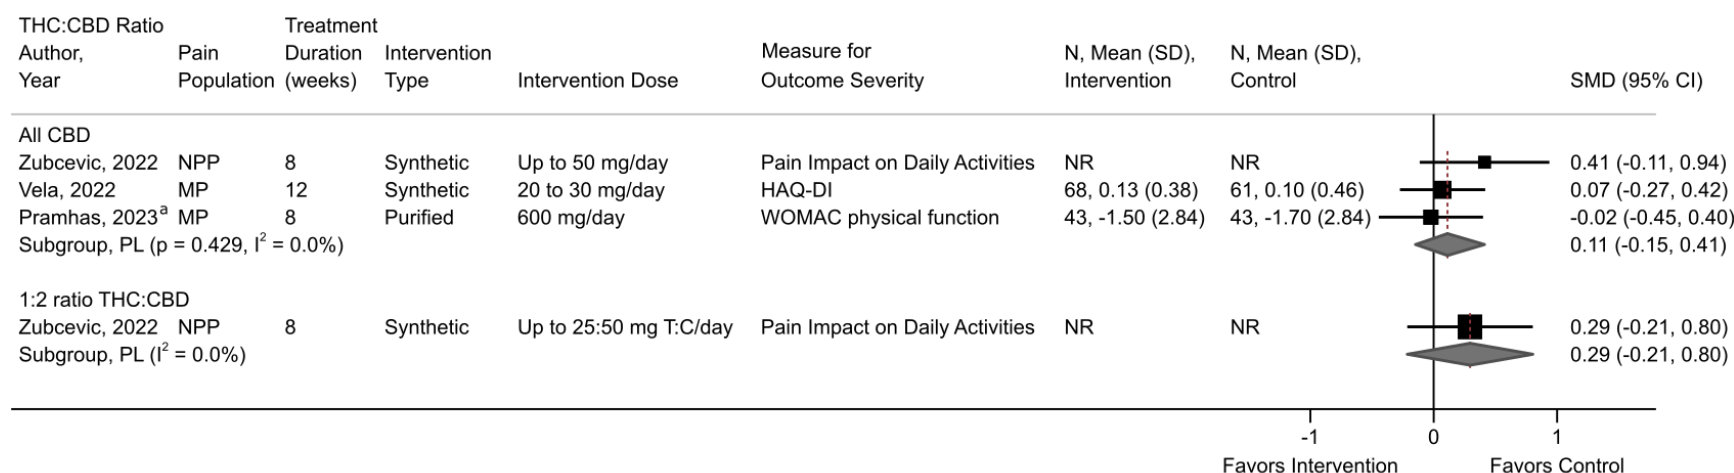 THC:CBD Ratio Treatment
Author, Pain Duration Intervention Measure for N, Mean (SD), N, Mean (SD),
Year Population (weeks) Type Intervention Dose Outcome Severity Intervention Control SMD (95% CI)
All CBD
Zubcevic, 2022 NPP 8 Synthetic Up to 50 mg/day Pain Impact on Daily Activities NR NR 0.41 (-0.11, 0.94)
Vela, 2022 MP 12 Synthetic 20 to 30 mg/day HAQ-DI 68, 0.13 (0.38) 61, 0.10 (0.46) 0.07 (-0.27, 0.42)
Pramhas, 2023a MP 8 Purified 600 mg/day WOMAC physical function 43, -1.50 (2.84) 43, -1.70 (2.84) -0.02 (-0.45, 0.40)
Subgroup, PL (p = 0.429, I2 = 0.0%) 0.11 (-0.15, 0.41)
1:2 ratio THC:CBD
Zubcevic, 2022 NPP 8 Synthetic Up to 25:50 mg T:C/day Pain Impact on Daily Activities NR NR 0.29 (-0.21, 0.80)
Subgroup, PL (I2 = 0.0%) 0.29 (-0.21, 0.80)
-1 0 1
Favors Intervention Favors Control